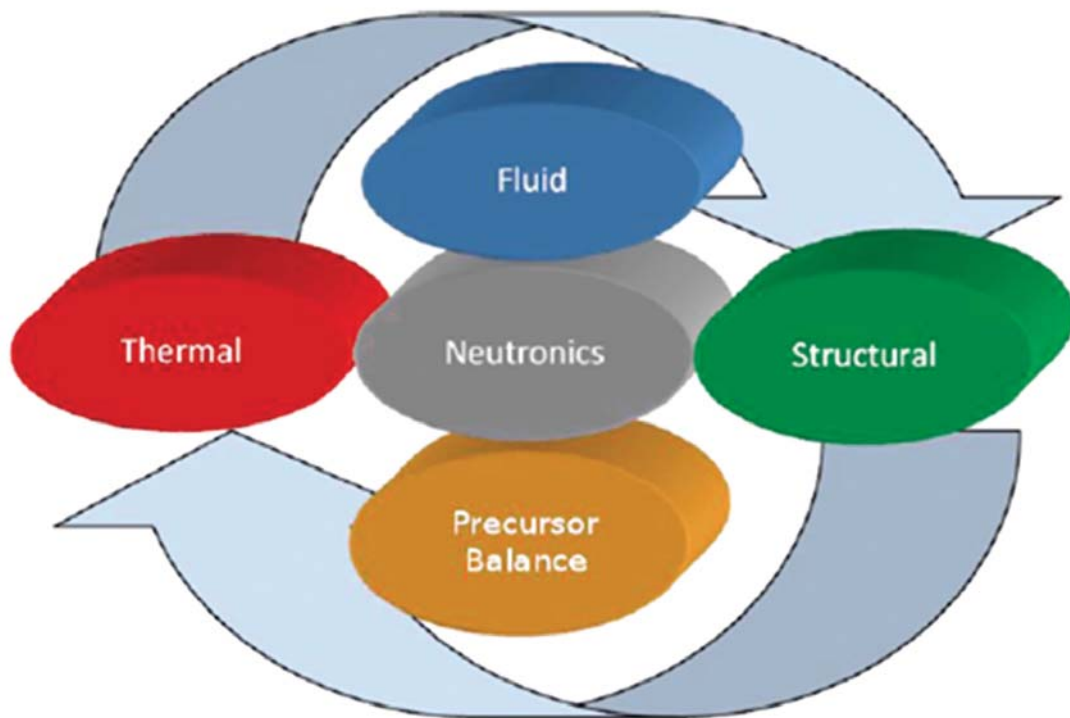 Fluid
Thermal
Neutronics
Structural
Precursor
Balance